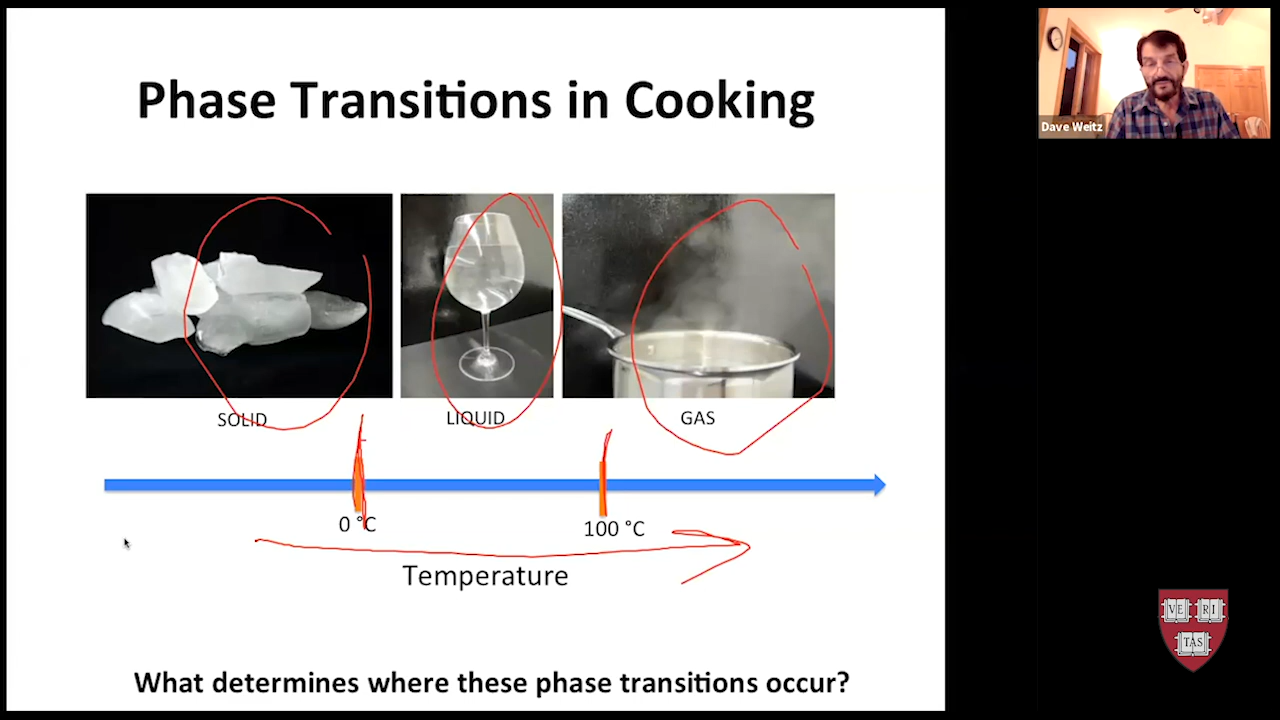 Phase Transitions in Cooking
Dave Weitz
SOLID
LIQUID
GAS
0 °C
100 °C
Temperature
What determines where these phase transitions occur?
VE RI
TAS